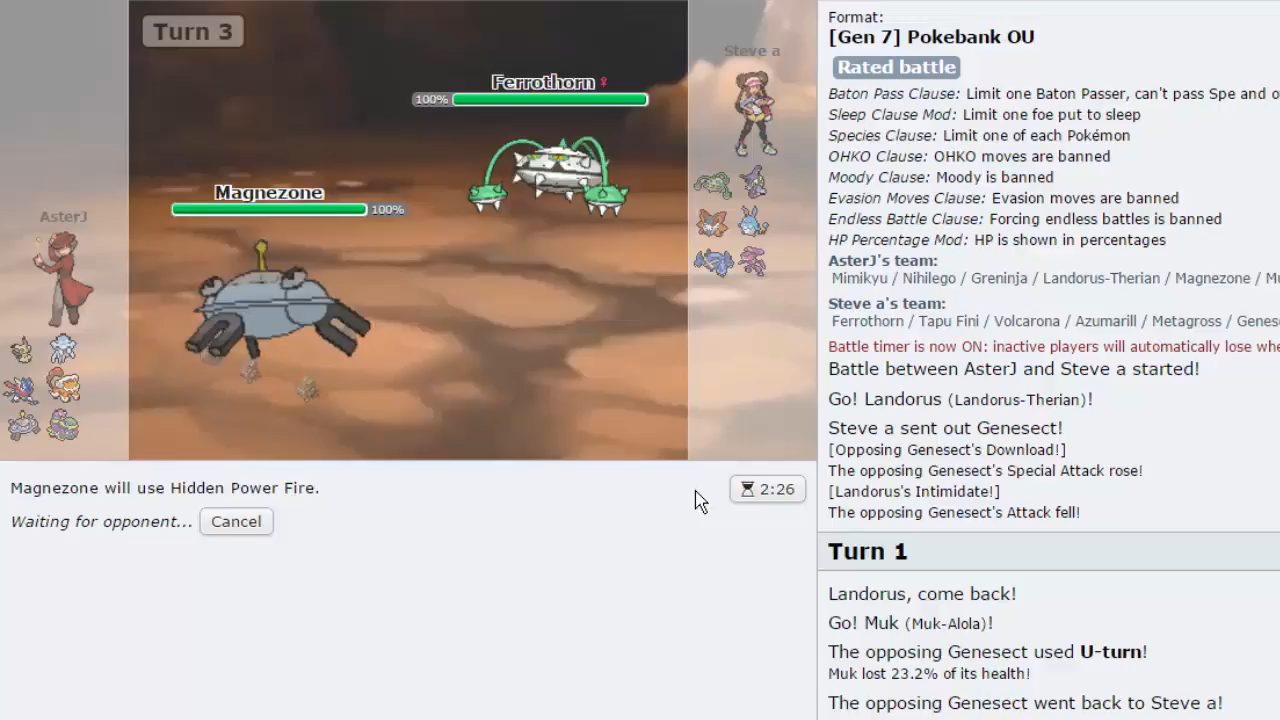 Turn 3
Steve a
Ferrothorn ♀
100%
Magnezone
100%
AsterJ
Magnezone will use Hidden Power Fire.
2:26
Waiting for opponent...
Cancel
Format:
[Gen 7] Pokebank OU
Rated battle
Baton Pass Clause: Limit one Baton Passer, can't pass Spe and o
Sleep Clause Mod: Limit one foe put to sleep
Species Clause: Limit one of each Pokémon
OHKO Clause: OHKO moves are banned
Moody Clause: Moody is banned
Evasion Moves Clause: Evasion moves are banned
Endless Battle Clause: Forcing endless battles is banned
HP Percentage Mod: HP is shown in percentages
AsterJ's team:
Mimikyu / Nihilego / Greninja / Landorus-Therian / Magnezone / Mu
Steve a's team:
Ferrothorn / Tapu Fini / Volcarona / Azumarill / Metagross / Genes
Battle timer is now ON: inactive players will automatically lose whe
Battle between AsterJ and Steve a started!
Go! Landorus (Landorus-Therian)!
Steve a sent out Genesect!
[Opposing Genesect's Download!]
The opposing Genesect's Special Attack rose!
[Landorus's Intimidate!]
The opposing Genesect's Attack fell!
Turn 1
Landorus, come back!
Go! Muk (Muk-Alola)!
The opposing Genesect used U-turn!
Muk lost 23.2% of its health!
The opposing Genesect went back to Steve a!